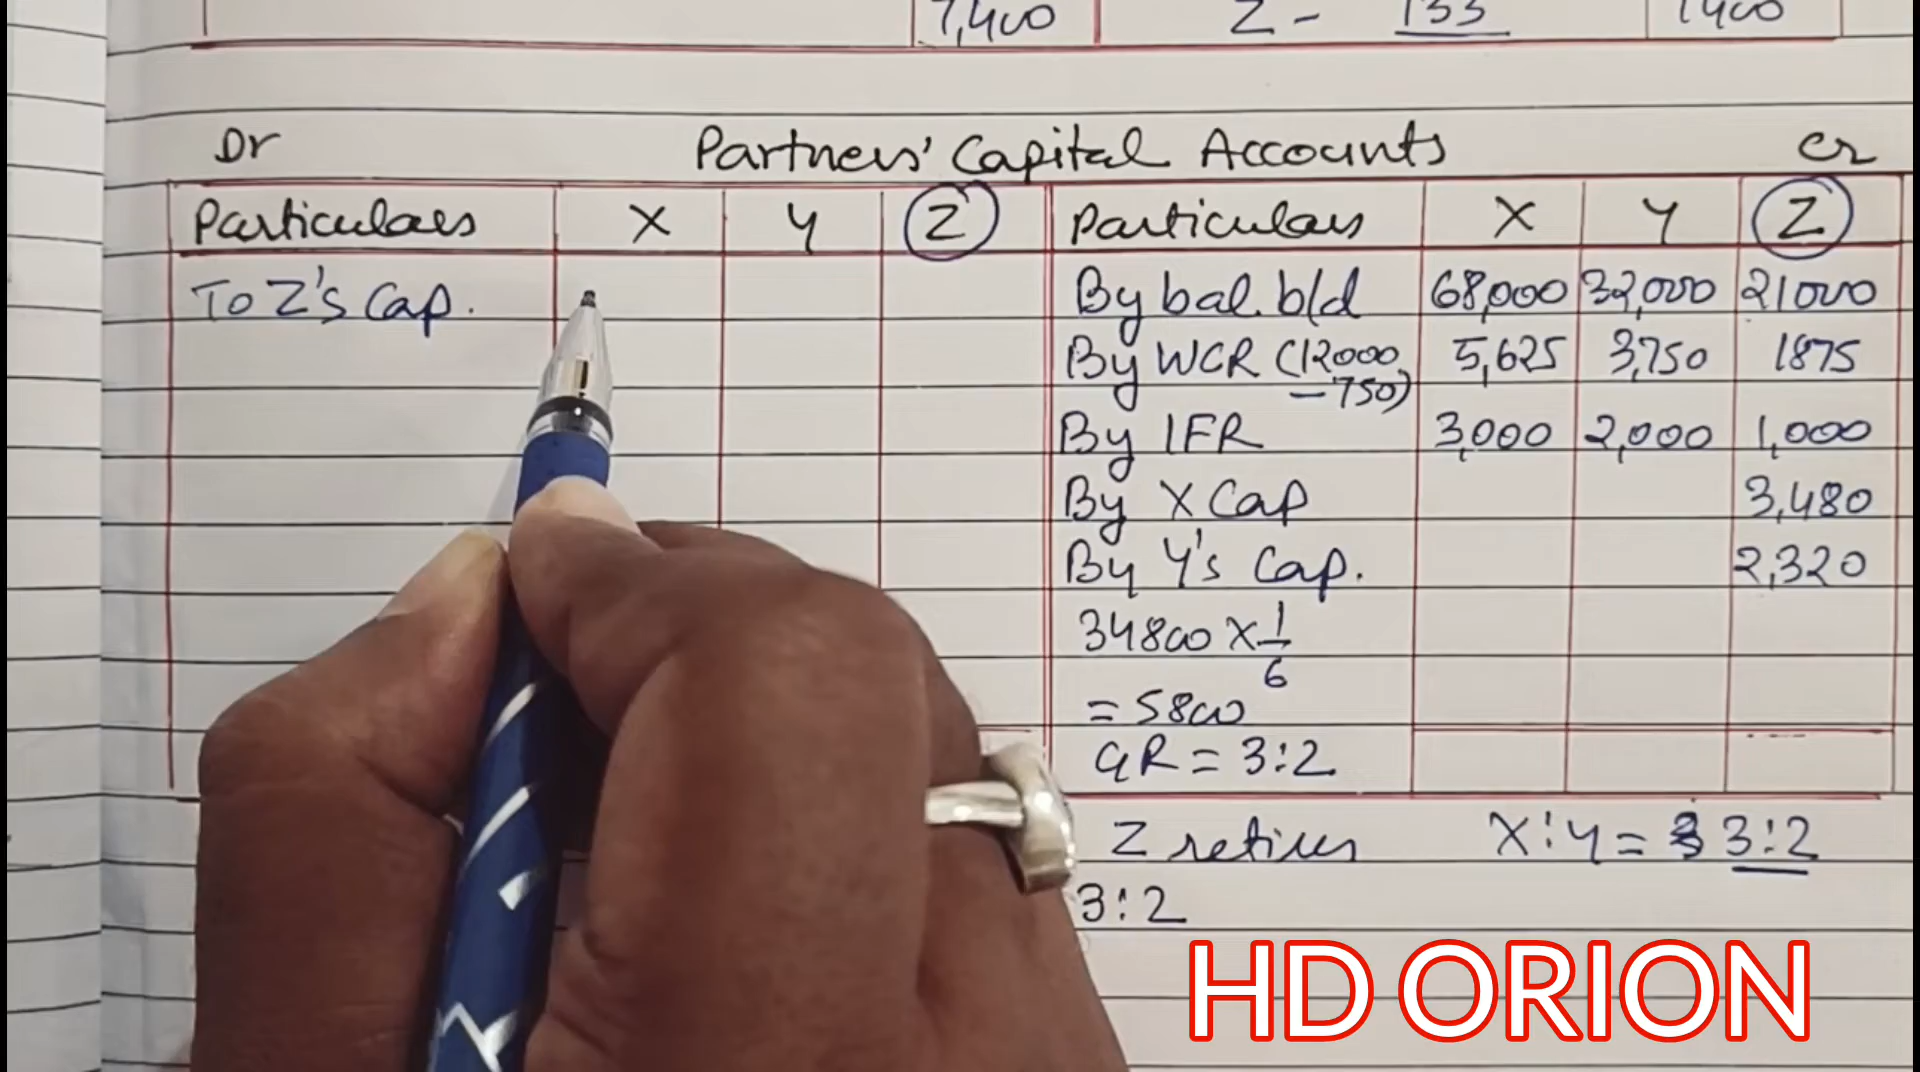 7,400 Z - 133 1400
Dr Partners' Capital Accounts Cr
Particulars X Y Z Particulars X Y Z
To Z's Cap. By bal. b/d 68,000 32,000 21000
By WCR (12000 5,625 3,750 1875
-750)
By IFR 3,000 2,000 1,000
By X Cap 3,480
By Y's Cap. 2,320
34800 X 1/6
= 5800
GR = 3:2
Z retires X:Y = 3:2
3:2
HD ORION